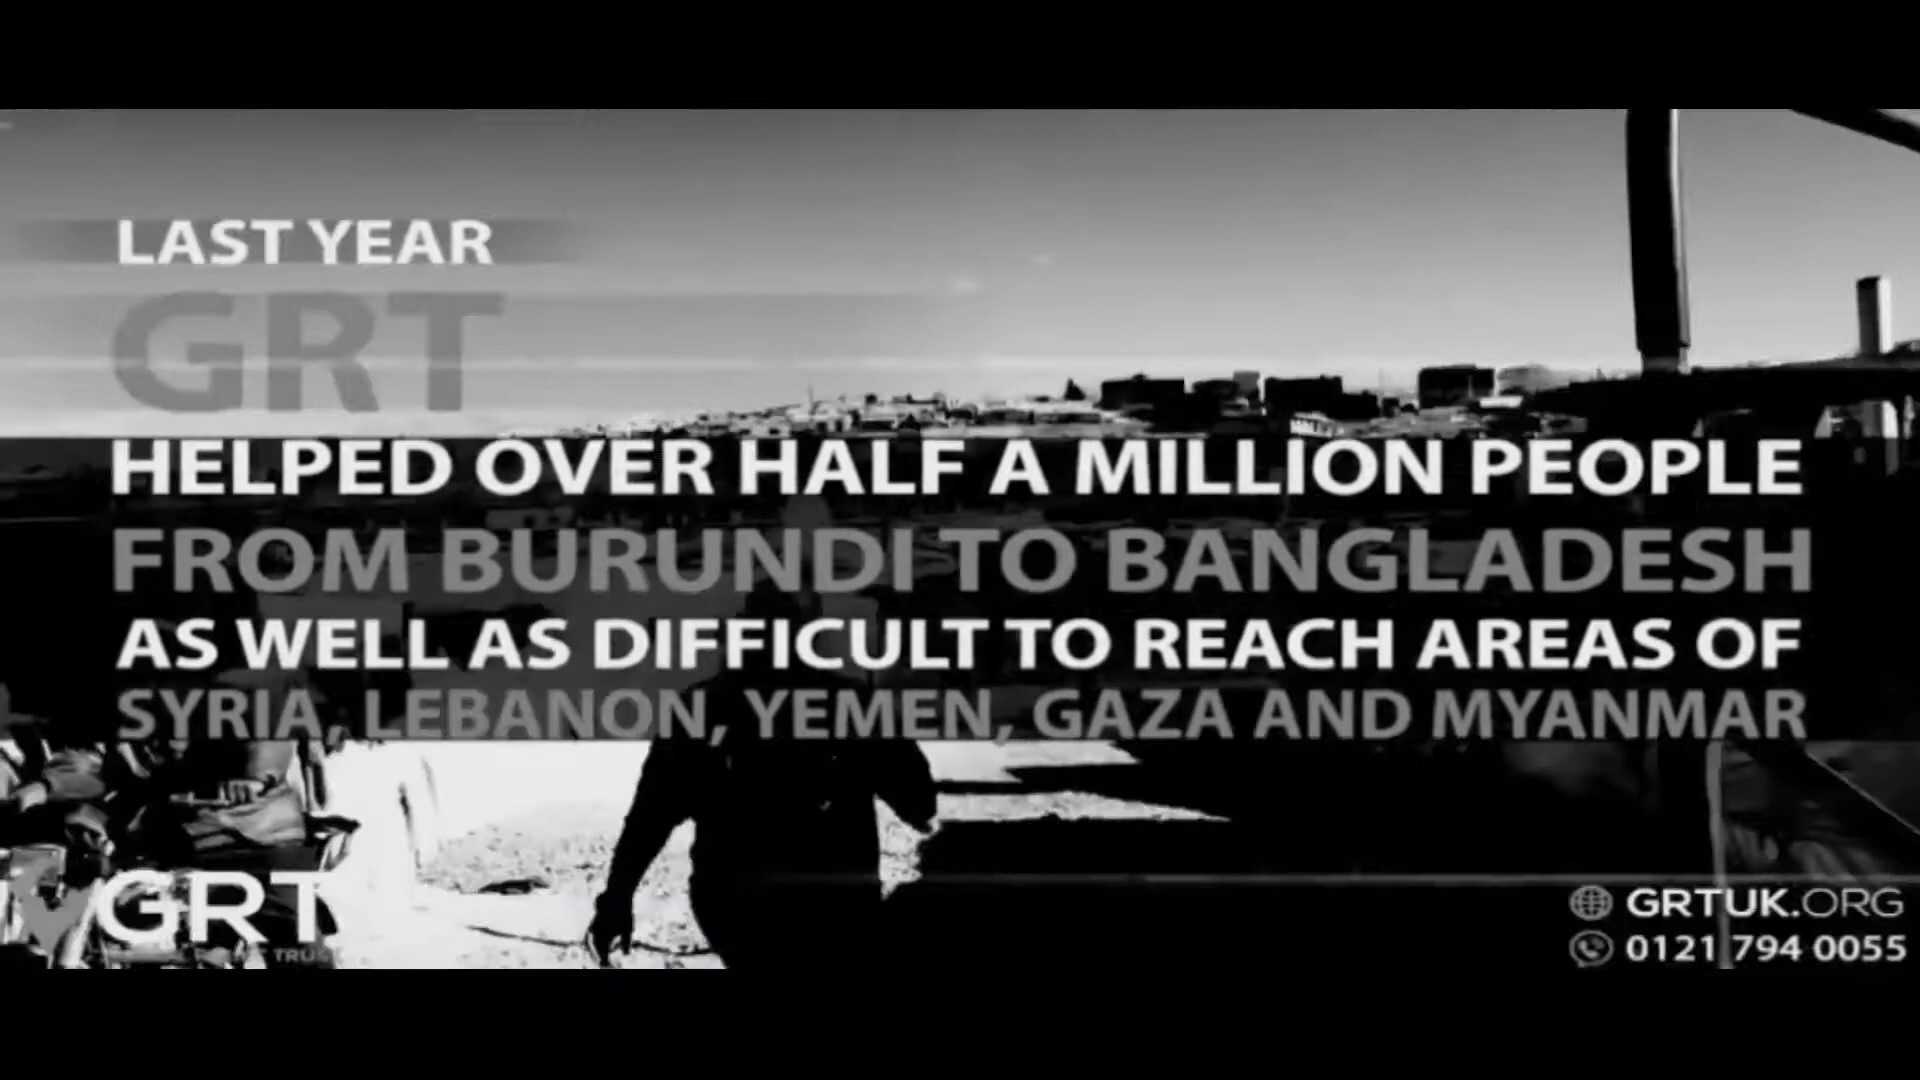 LAST YEAR
GRT
HELPED OVER HALF A MILLION PEOPLE
FROM BURUNDI TO BANGLADESH
AS WELL AS DIFFICULT TO REACH AREAS OF
SYRIA, LEBANON, YEMEN, GAZA AND MYANMAR
GRT
TRUST
GRTUK.ORG
0121 794 0055